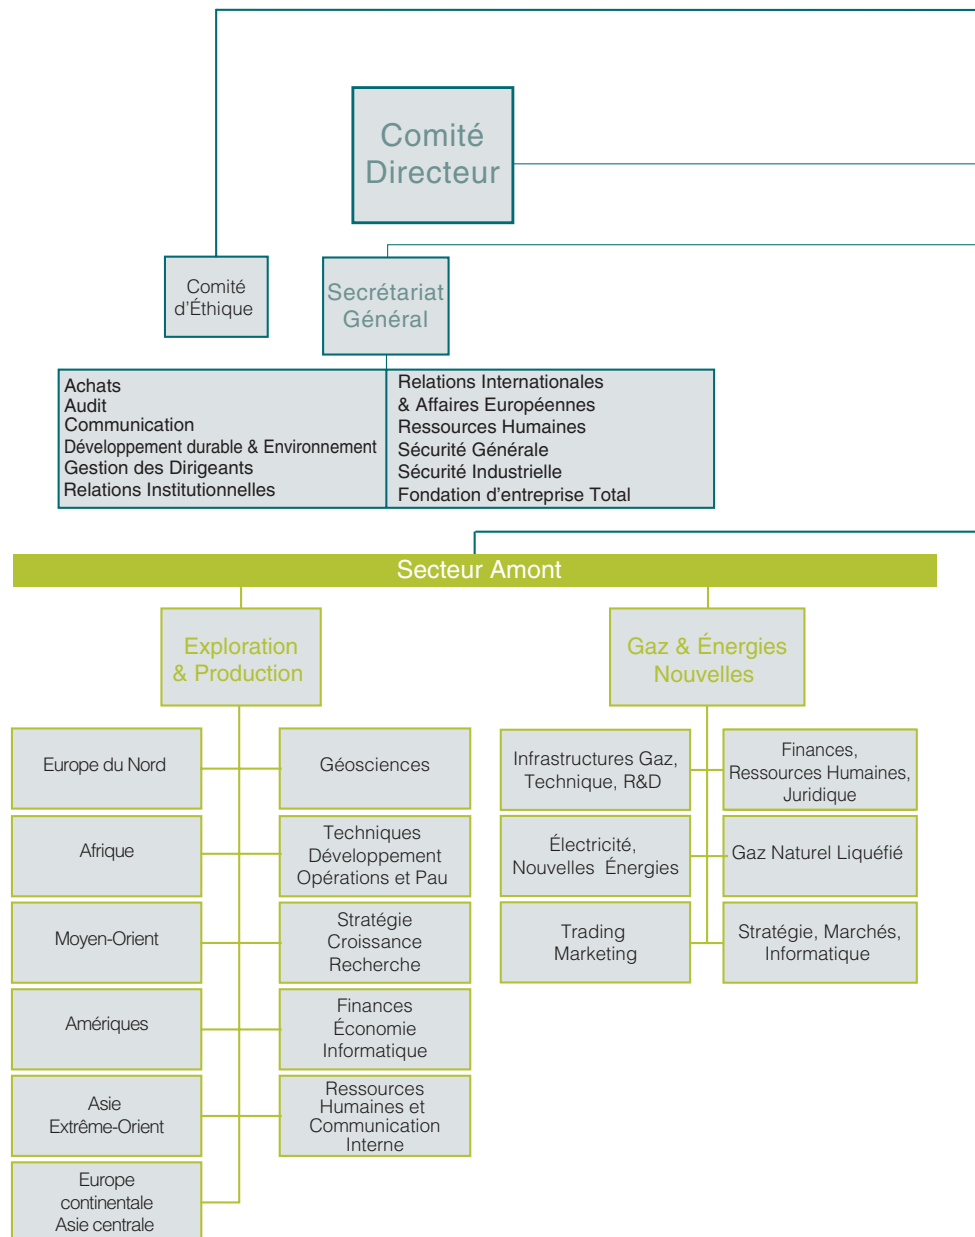 Comité
Directeur
Comité
d'Éthique
Secrétariat
Général
Achats
Audit
Communication
Développement durable & Environnement
Gestion des Dirigeants
Relations Institutionnelles
Relations Internationales
& Affaires Européennes
Ressources Humaines
Sécurité Générale
Sécurité Industrielle
Fondation d'entreprise Total
Secteur Amont
Exploration
& Production
Europe du Nord
Géosciences
Afrique
Techniques
Développement
Opérations et Pau
Moyen-Orient
Stratégie
Croissance
Recherche
Amériques
Finances
Économie
Informatique
Asie
Extrême-Orient
Ressources
Humaines et
Communication
Interne
Europe
continentale
Asie centrale
Gaz & Énergies
Nouvelles
Infrastructures Gaz,
Technique, R&D
Finances,
Ressources Humaines,
Juridique
Électricité,
Nouvelles Énergies
Gaz Naturel Liquéfié
Trading
Marketing
Stratégie, Marchés,
Informatique